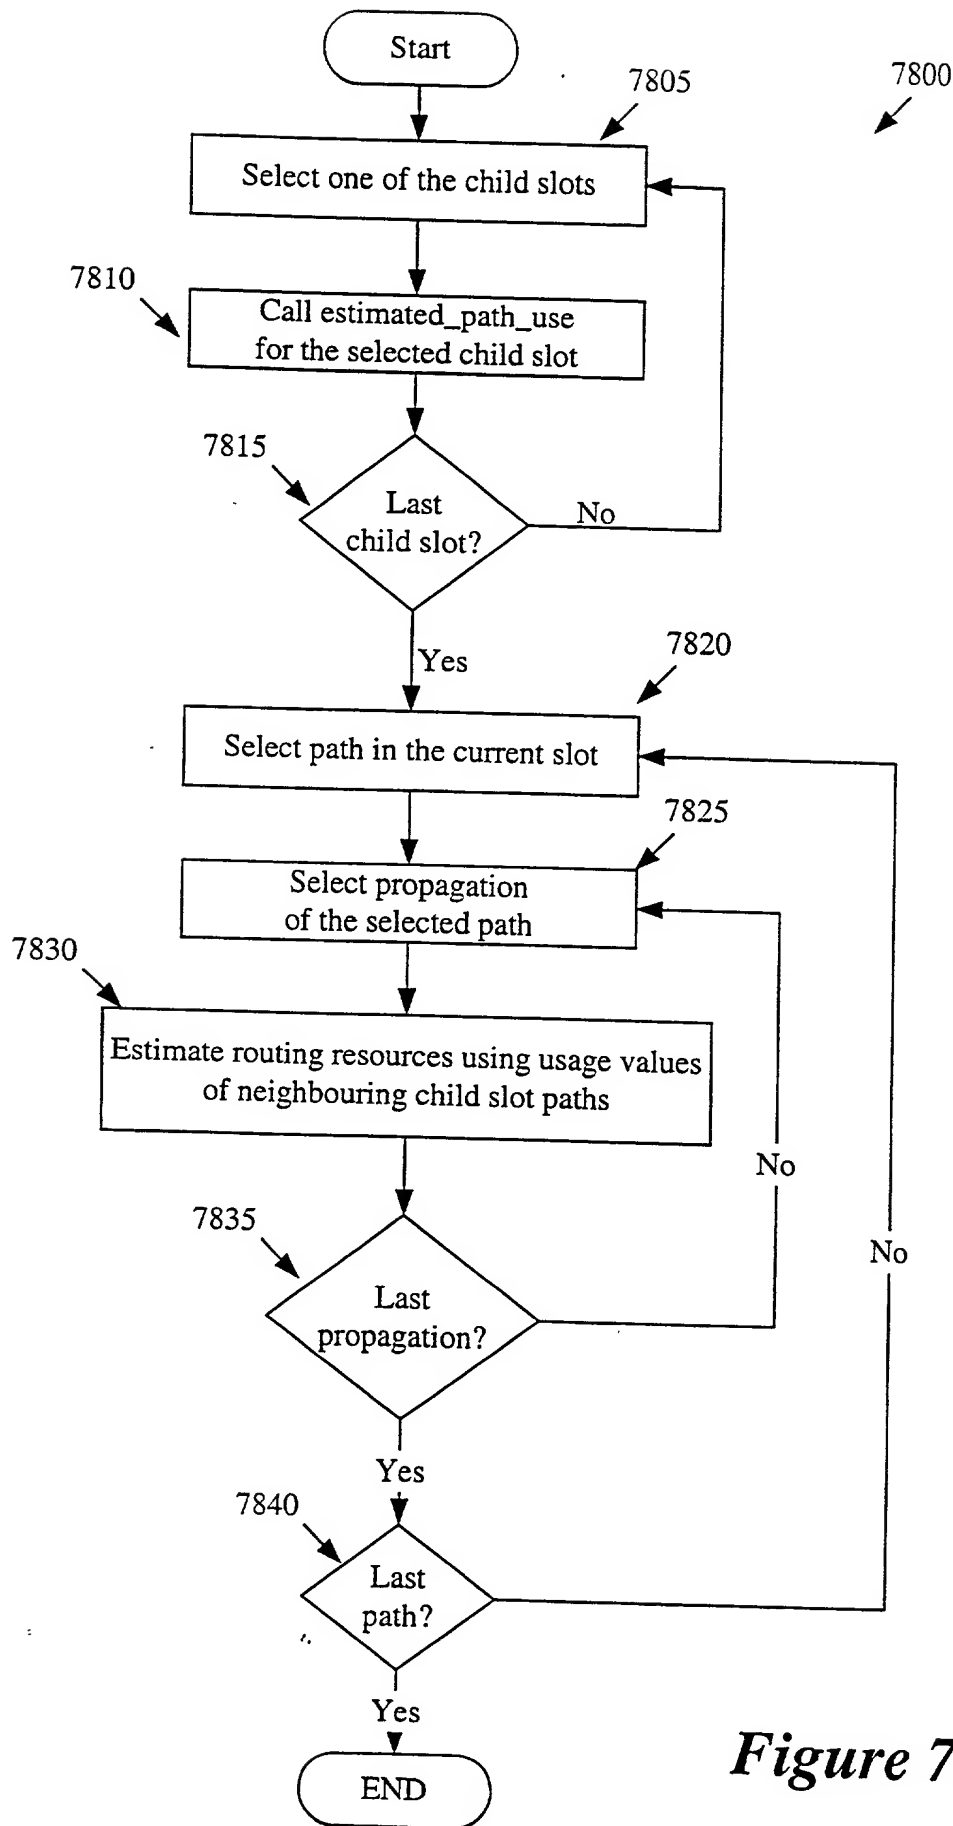 Start
7805
7800
Select one of the child slots
7810
Call estimated_path_use
for the selected child slot
7815
Last
child slot?
No
Yes
7820
Select path in the current slot
7825
Select propagation
of the selected path
7830
Estimate routing resources using usage values
of neighbouring child slot paths
No
7835
No
Last
propagation?
Yes
7840
Last
path?
Yes
END
Figure 7